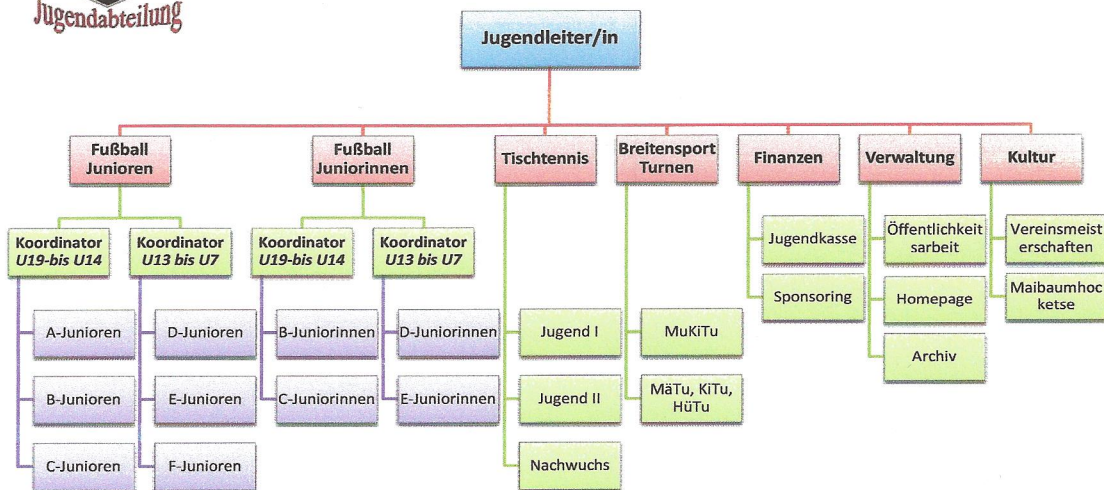 Jugendabteilung
Jugendleiter/in
Fußball
Junioren
Fußball
Juniorinnen
Tischtennis
Breitensport
Turnen
Finanzen
Verwaltung
Kultur
Koordinator
U19-bis U14
Koordinator
U13 bis U7
Koordinator
U19-bis U14
Koordinator
U13 bis U7
A-Junioren
B-Junioren
C-Junioren
D-Junioren
E-Junioren
F-Junioren
B-Juniorinnen
C-Juniorinnen
D-Juniorinnen
E-Juniorinnen
Jugend I
Jugend II
Nachwuchs
MuKiTu
MäTu, KiTu,
HüTu
Jugendkasse
Sponsoring
Öffentlichkeit
sarbeit
Homepage
Archiv
Vereinsmeist
erschaften
Maibaumhoc
ketse